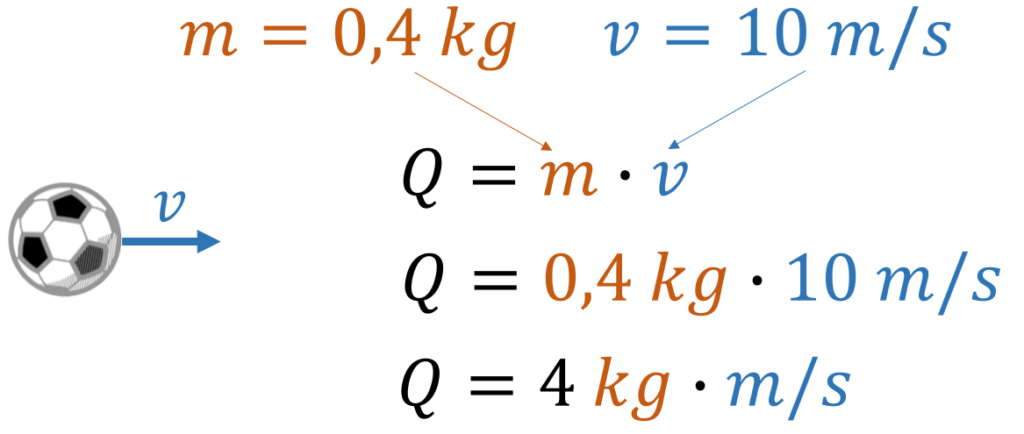 m = 0,4 kg v = 10 m/s
Q = m · v
v
Q = 0,4 kg · 10 m/s
Q = 4 kg · m/s